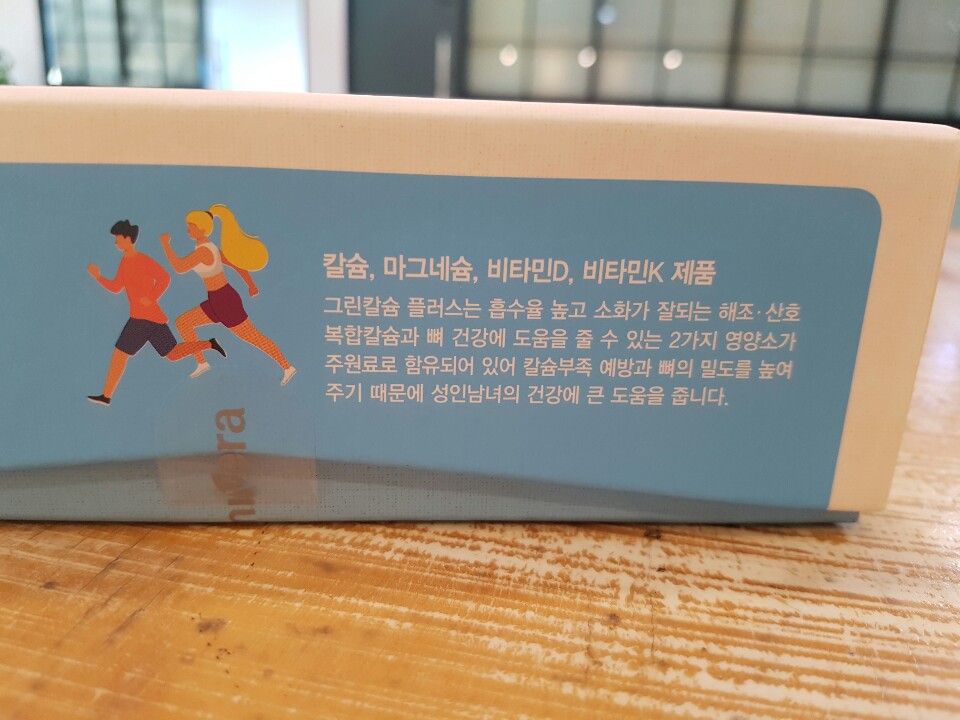 칼슘, 마그네슘, 비타민D, 비타민K 제품
그린칼슘 플러스는 흡수율 높고 소화가 잘되는 해조·산호
복합칼슘과 뼈 건강에 도움을 줄 수 있는 2가지 영양소가
주원료로 함유되어 있어 칼슘부족 예방과 뼈의 밀도를 높여
주기 때문에 성인남녀의 건강에 큰 도움을 줍니다.